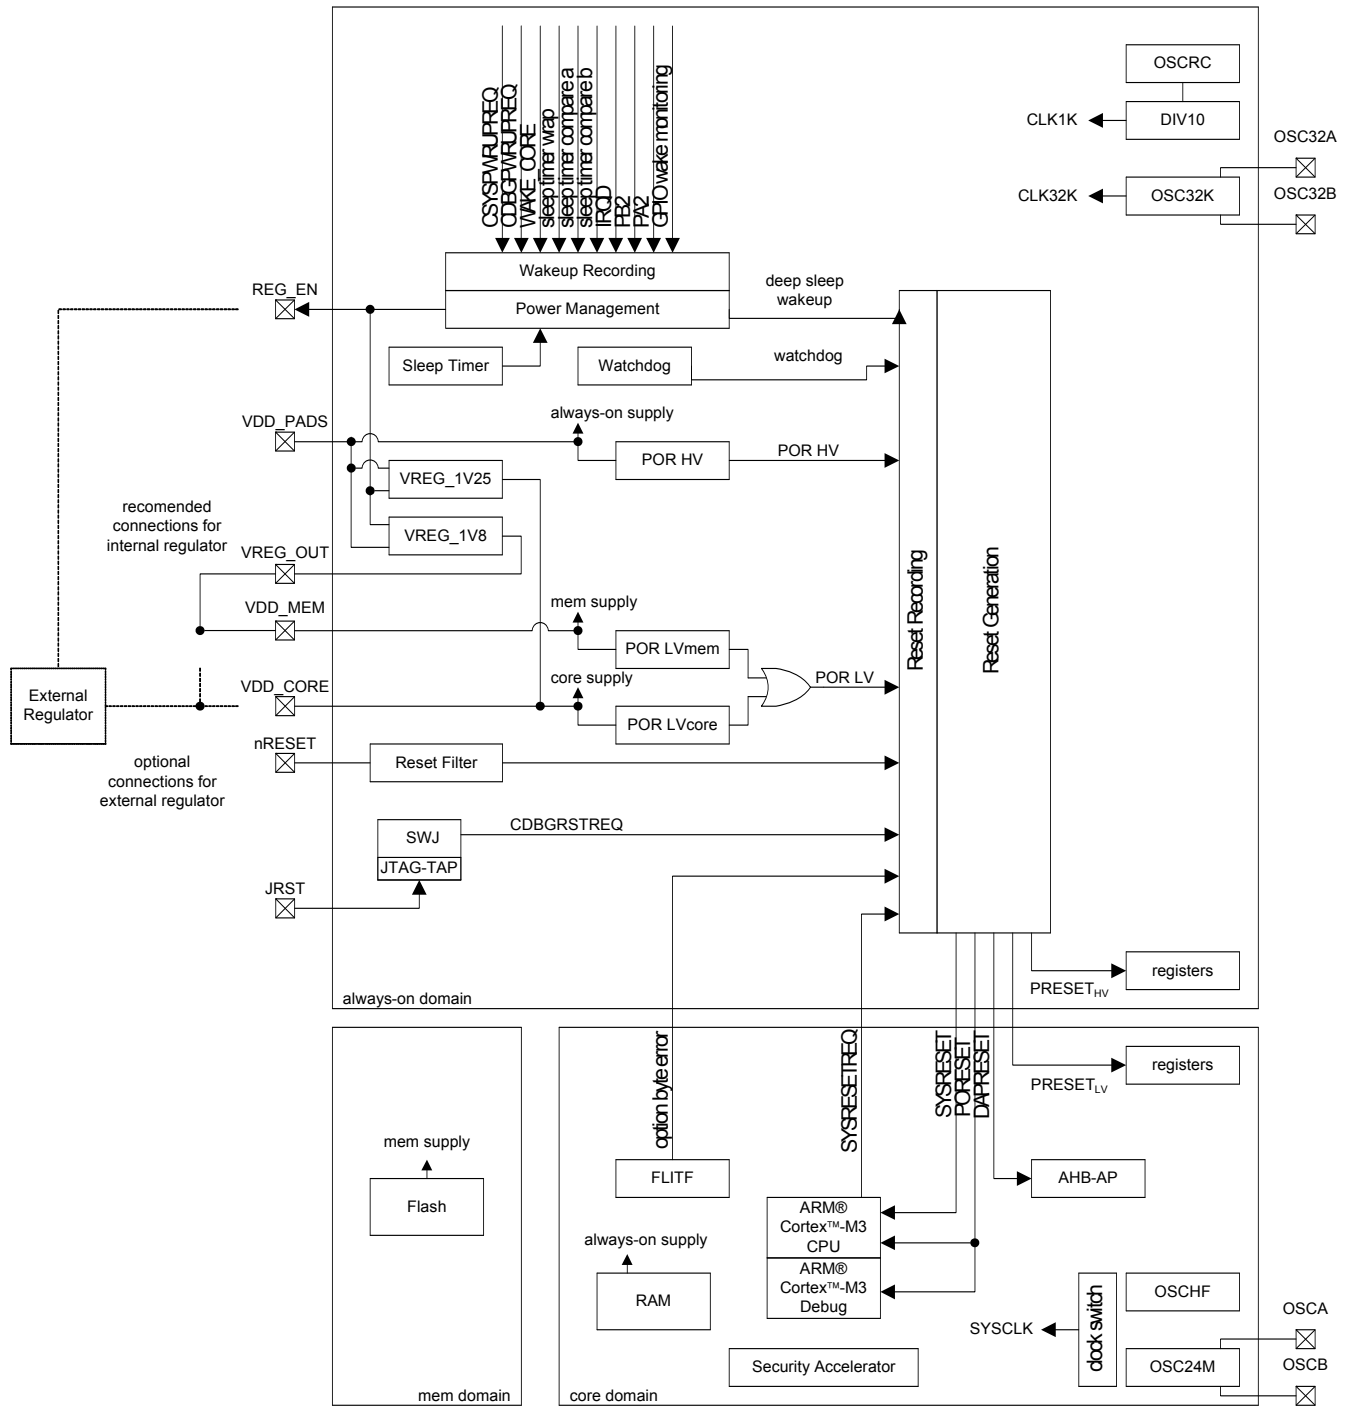 CSYSPWRUPREQ
CDBGPWRUPREQ
WAKE_CORE
sleep timer wrap
sleep timer compare a
sleep timer compare b
IRQD
PB2
PA2
GPIO wake monitoring
OSCRC
CLK1K
DIV10
OSC32A
CLK32K
OSC32K
OSC32B
Wakeup Recording
Power Management
deep sleep
wakeup
REG_EN
Sleep Timer
Watchdog
watchdog
VDD_PADS
always-on supply
POR HV
POR HV
VREG_1V25
VREG_1V8
recomended
connections for
internal regulator
VREG_OUT
VDD_MEM
mem supply
POR LVmem
Reset Recording
Reset Generation
External
Regulator
VDD_CORE
core supply
POR LVcore
POR LV
nRESET
Reset Filter
optional
connections for
external regulator
SWJ
JTAG-TAP
CDBGRSTREQ
JRST
registers
PRESETHV
always-on domain
option byte error
SYSRESETREQ
SYSRESET
PORESET
DAPRESET
registers
PRESETLV
mem supply
Flash
FLITF
AHB-AP
ARM®
Cortex™-M3
CPU
ARM®
Cortex™-M3
Debug
always-on supply
RAM
SYSCLK
clock switch
OSCHF
OSCA
OSC24M
OSCB
Security Accelerator
mem domain
core domain